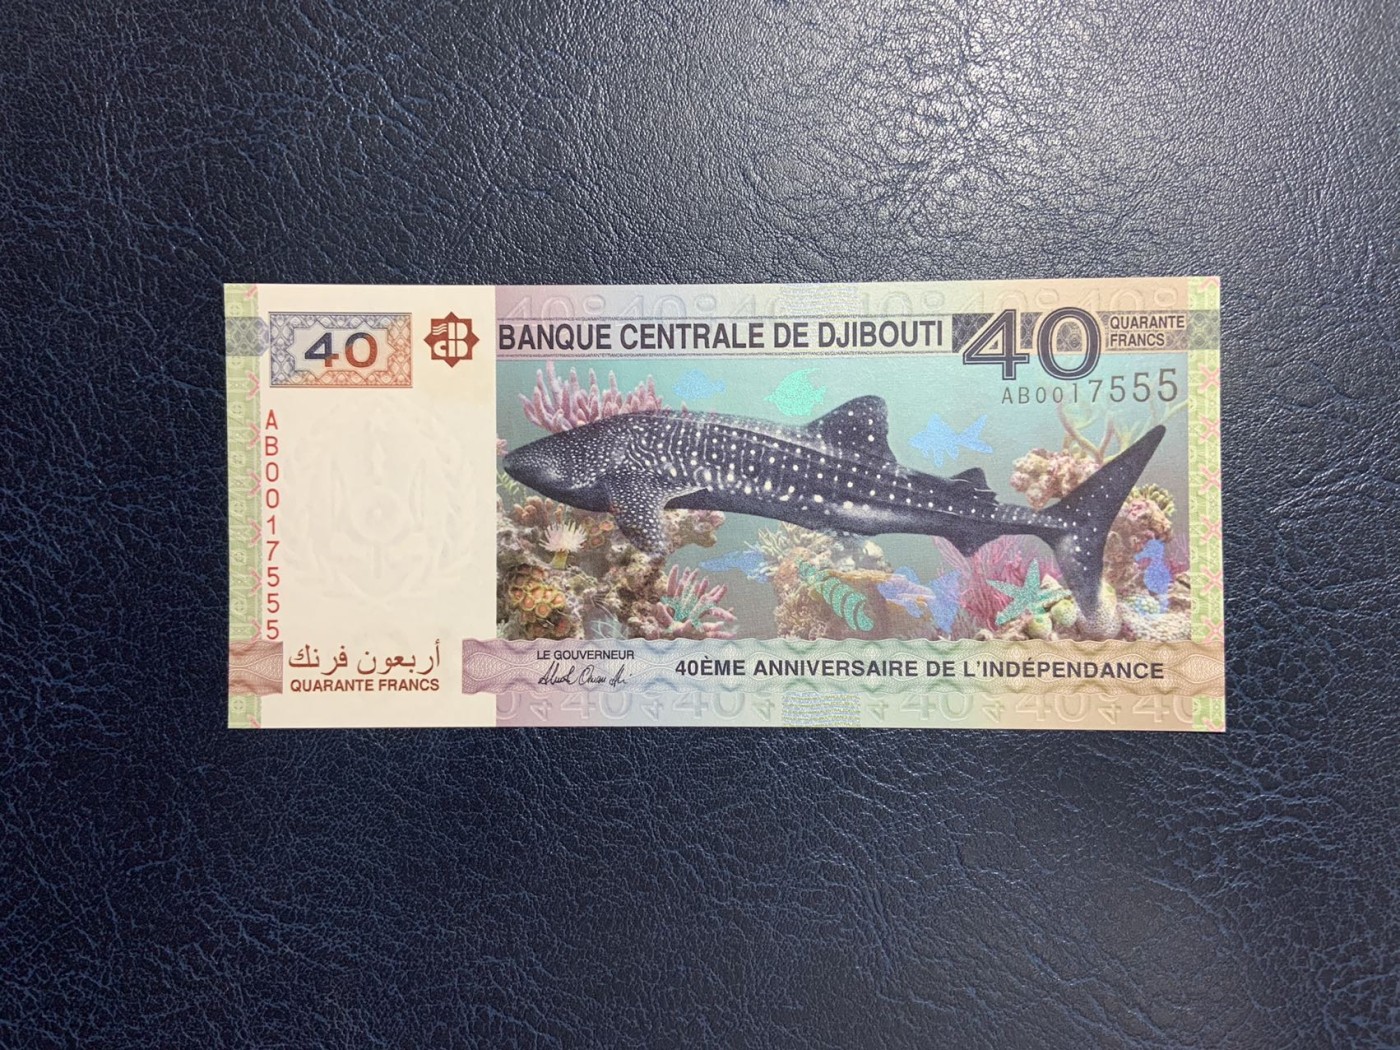 40
BANQUE CENTRALE DE DJIBOUTI
40
QUARANTE
FRANCS
AB0017555
AB0017555
أربعون فرنك
QUARANTE FRANCS
LE GOUVERNEUR
40ÈME ANNIVERSAIRE DE L'INDÉPENDANCE